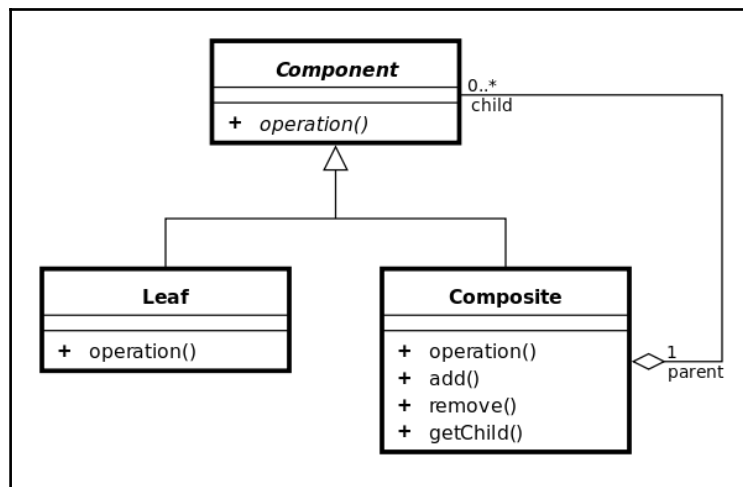 Component
+ operation()
0..*
child
Leaf
+ operation()
Composite
+ operation()
+ add()
+ remove()
+ getChild()
1
parent